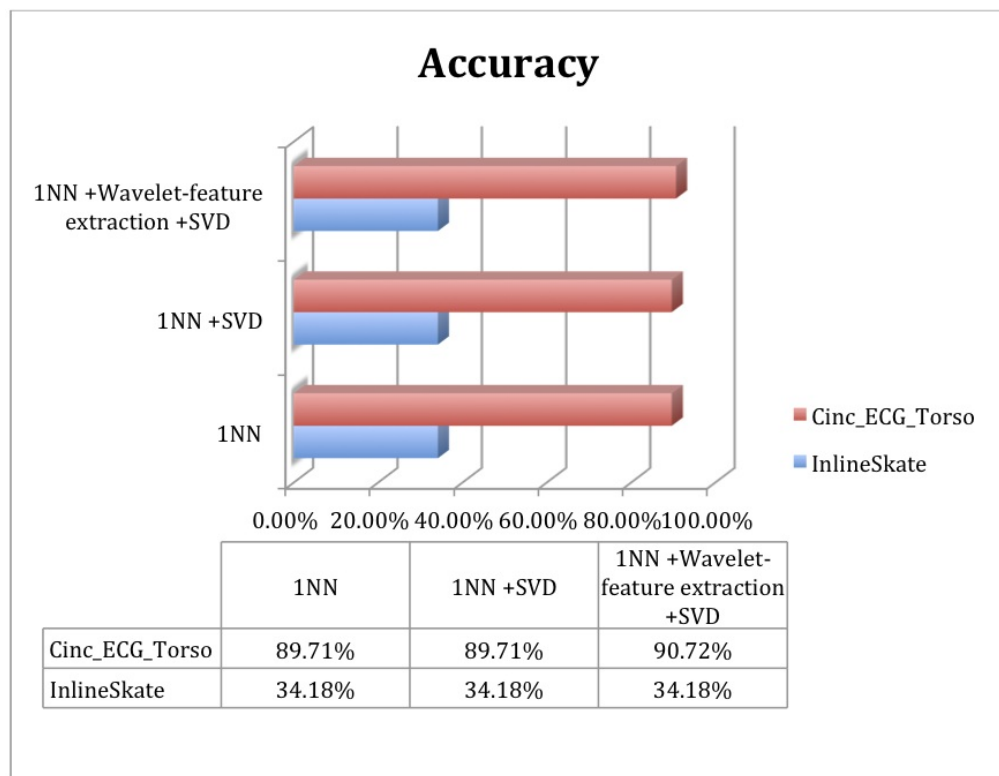 Accuracy
1NN +Wavelet-feature
extraction +SVD
1NN +SVD
1NN
Cinc_ECG_Torso
InlineSkate
0.00% 20.00% 40.00% 60.00% 80.00% 100.00%
1NN 1NN +SVD 1NN +Wavelet-
feature extraction
+SVD
Cinc_ECG_Torso 89.71% 89.71% 90.72%
InlineSkate 34.18% 34.18% 34.18%